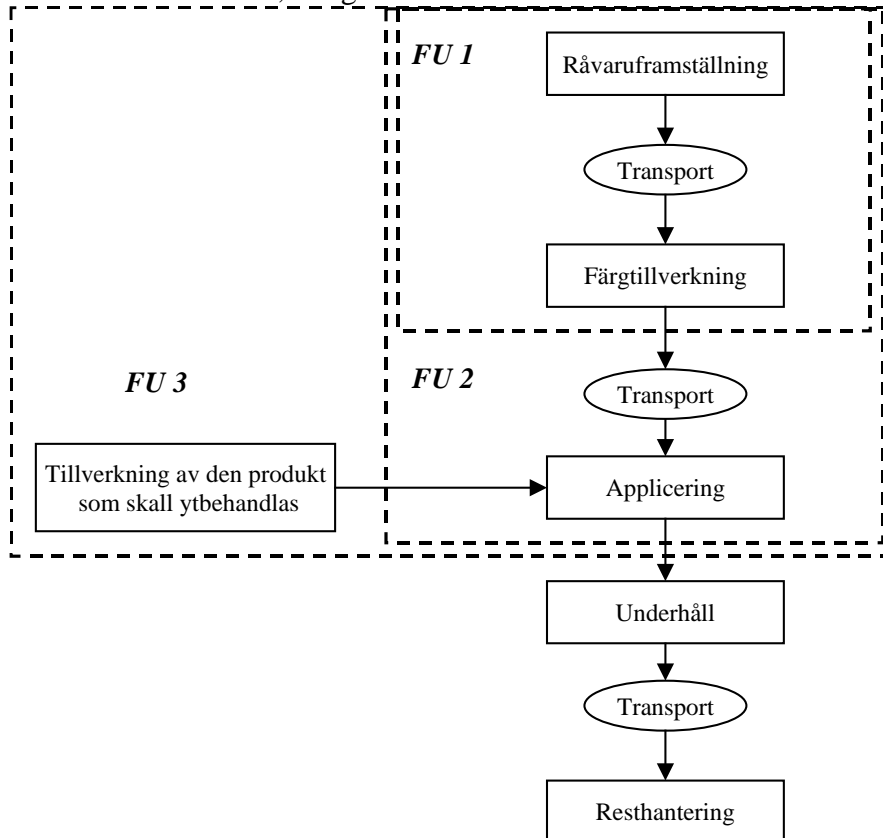 FU 1
Råvaruframställning
Transport
Färgtillverkning
FU 3
FU 2
Transport
Tillverkning av den produkt
som skall ytbehandlas
Applicering
Underhåll
Transport
Resthantering